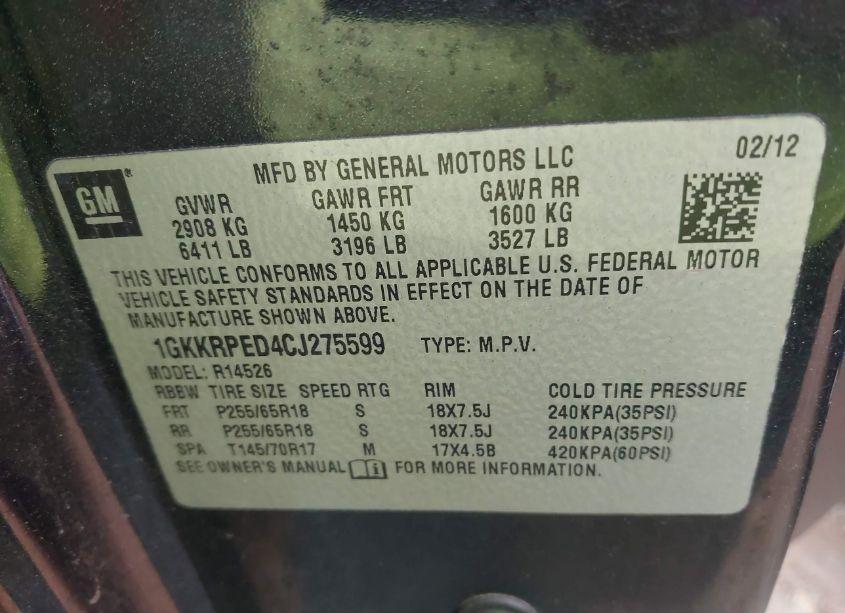 GM
MFD BY GENERAL MOTORS LLC 02/12
GVWR GAWR FRT GAWR RR
2908 KG 1450 KG 1600 KG
6411 LB 3196 LB 3527 LB
THIS VEHICLE CONFORMS TO ALL APPLICABLE U.S. FEDERAL MOTOR
VEHICLE SAFETY STANDARDS IN EFFECT ON THE DATE OF
MANUFACTURE SHOWN ABOVE.
1GKKRPED4CJ275599 TYPE: M.P.V.
MODEL: R14526
RBBW TIRE SIZE SPEED RTG RIM COLD TIRE PRESSURE
FRT P255/65R18 S 18X7.5J 240KPA(35PSI)
RR P255/65R18 S 18X7.5J 240KPA(35PSI)
SPA T145/70R17 M 17X4.5B 420KPA(60PSI)
SEE OWNER'S MANUAL FOR MORE INFORMATION.